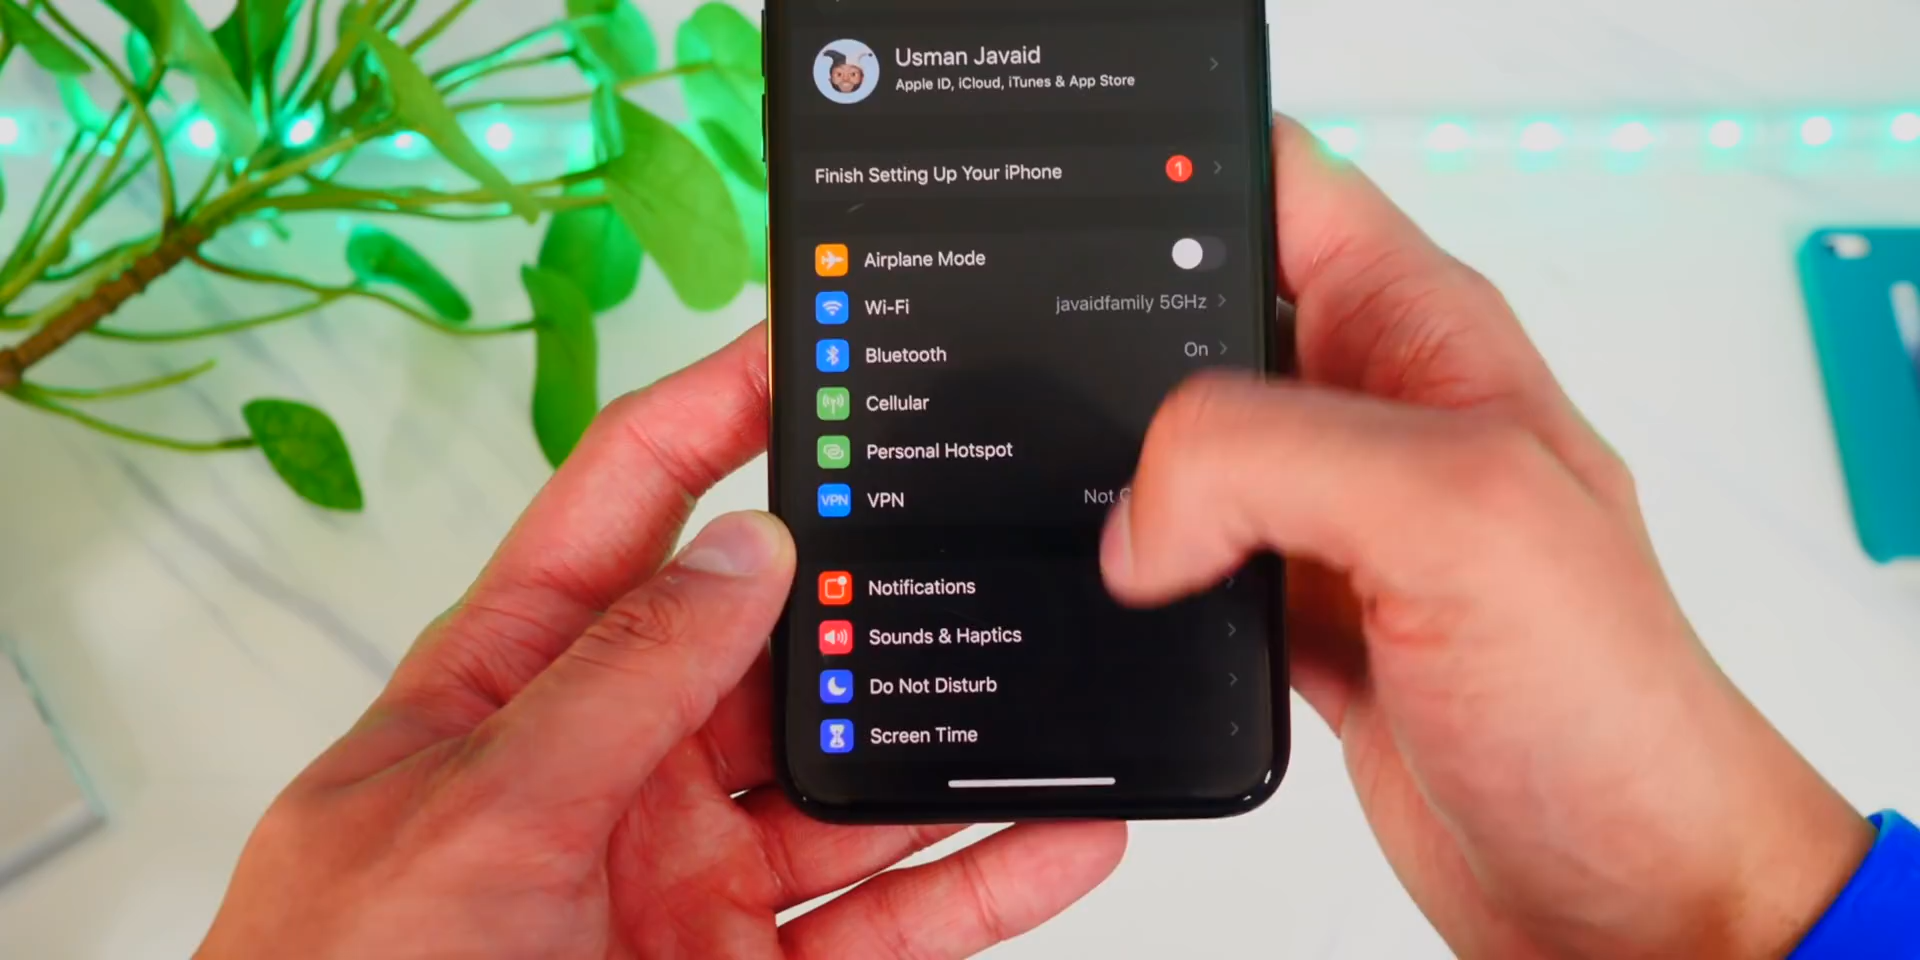 Usman Javaid
Apple ID, iCloud, iTunes & App Store
Finish Setting Up Your iPhone 1
Airplane Mode
Wi-Fi javaidfamily 5GHz
Bluetooth On
Cellular
Personal Hotspot
VPN VPN Not
Notifications
Sounds & Haptics
Do Not Disturb
Screen Time